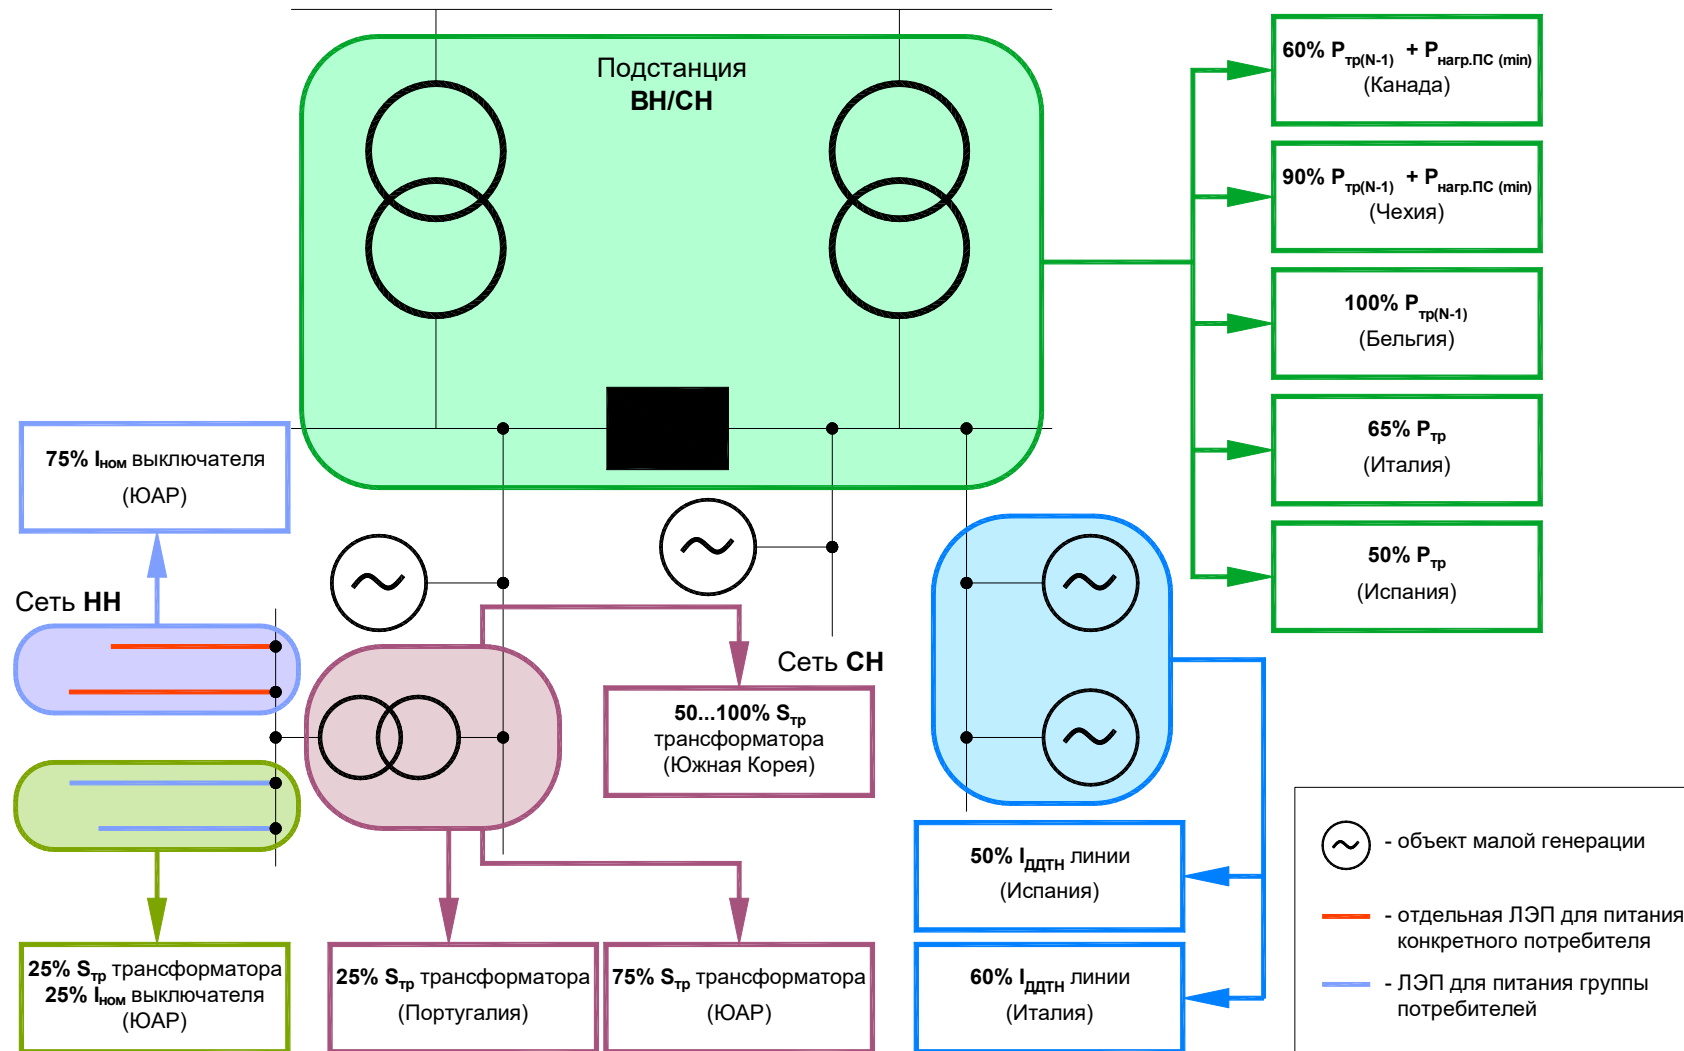 Подстанция
ВН/СН
60% Pтр(N-1) + Pнагр.ПС (min)
(Канада)
90% Pтр(N-1) + Pнагр.ПС (min)
(Чехия)
100% Pтр(N-1)
(Бельгия)
65% Pтр
(Италия)
50% Pтр
(Испания)
75% Iном выключателя
(ЮАР)
Сеть НН
Сеть СН
50...100% Sтр
трансформатора
(Южная Корея)
25% Sтр трансформатора
25% Iном выключателя
(ЮАР)
25% Sтр трансформатора
(Португалия)
75% Sтр трансформатора
(ЮАР)
50% IДДТН линии
(Испания)
60% IДДТН линии
(Италия)
- объект малой генерации
- отдельная ЛЭП для питания
конкретного потребителя
- ЛЭП для питания группы
потребителей